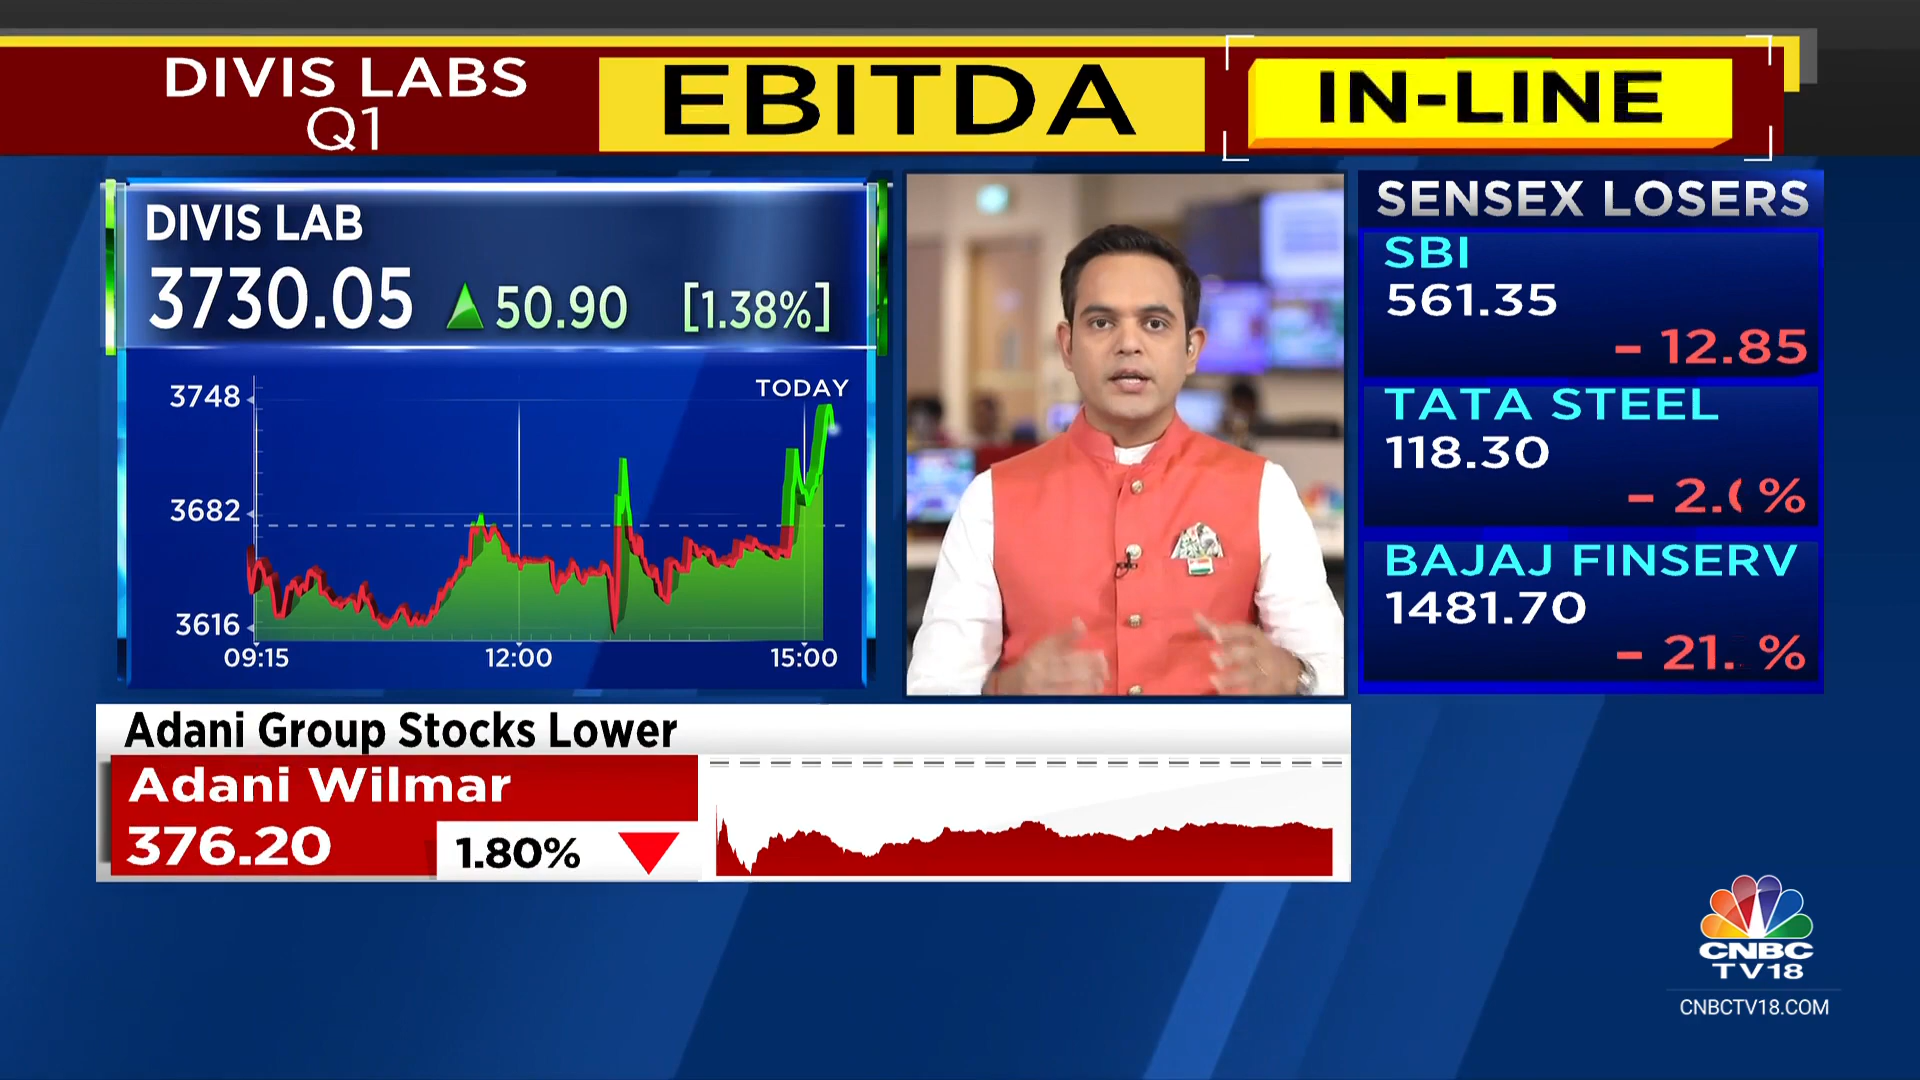 DIVIS LABS
Q1
EBITDA
IN-LINE
DIVIS LAB
3730.05 ▲ 50.90 [1.38%]
TODAY
3748
3682
3616
09:15 12:00 15:00
SENSEX LOSERS
SBI
561.35
- 12.85
TATA STEEL
118.30
%
BAJAJ FINSERV
1481.70
- 21. %
Adani Group Stocks Lower
Adani Wilmar
376.20 1.80% ▼
CNBC
TV18
CNBCTV18.COM